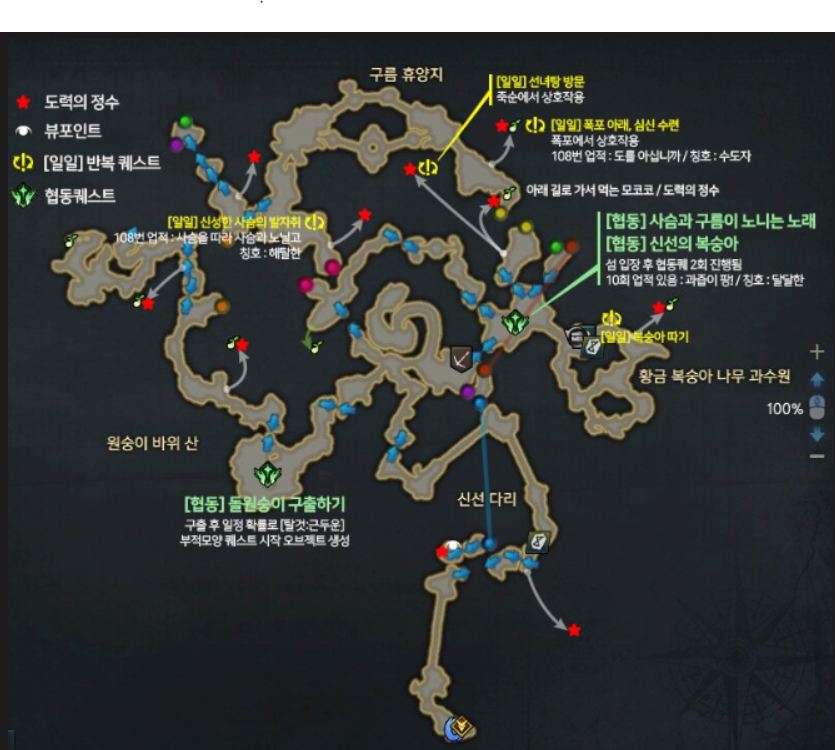 구름 휴양지
도력의 정수
뷰포인트
[일일] 반복 퀘스트
협동퀘스트
[일일] 선녀탕 방문
죽순에서 상호작용
[일일] 폭포 아래, 심신 수련
폭포에서 상호작용
108번 업적 : 도를 아십니까 / 칭호 : 수도자
아래 길로 가서 먹는 모코코 / 도력의 정수
[일일] 신성한 사슴의 발자취
108번 업적 : 사슴을 따라 사슴과 노닐고
칭호 : 해탈한
[협동] 사슴과 구름이 노니는 노래
[협동] 신선의 복숭아
섬 입장 후 협동퀘 2회 진행됨
10회 업적 있음 : 과즙이 팡! / 칭호 : 달달한
[일일] 복숭아 따기
황금 복숭아 나무 과수원
100%
원숭이 바위 산
신선 다리
[협동] 돌원숭이 구출하기
구출 후 일정 확률로 [탈것:근두운]
부적모양 퀘스트 시작 오브젝트 생성